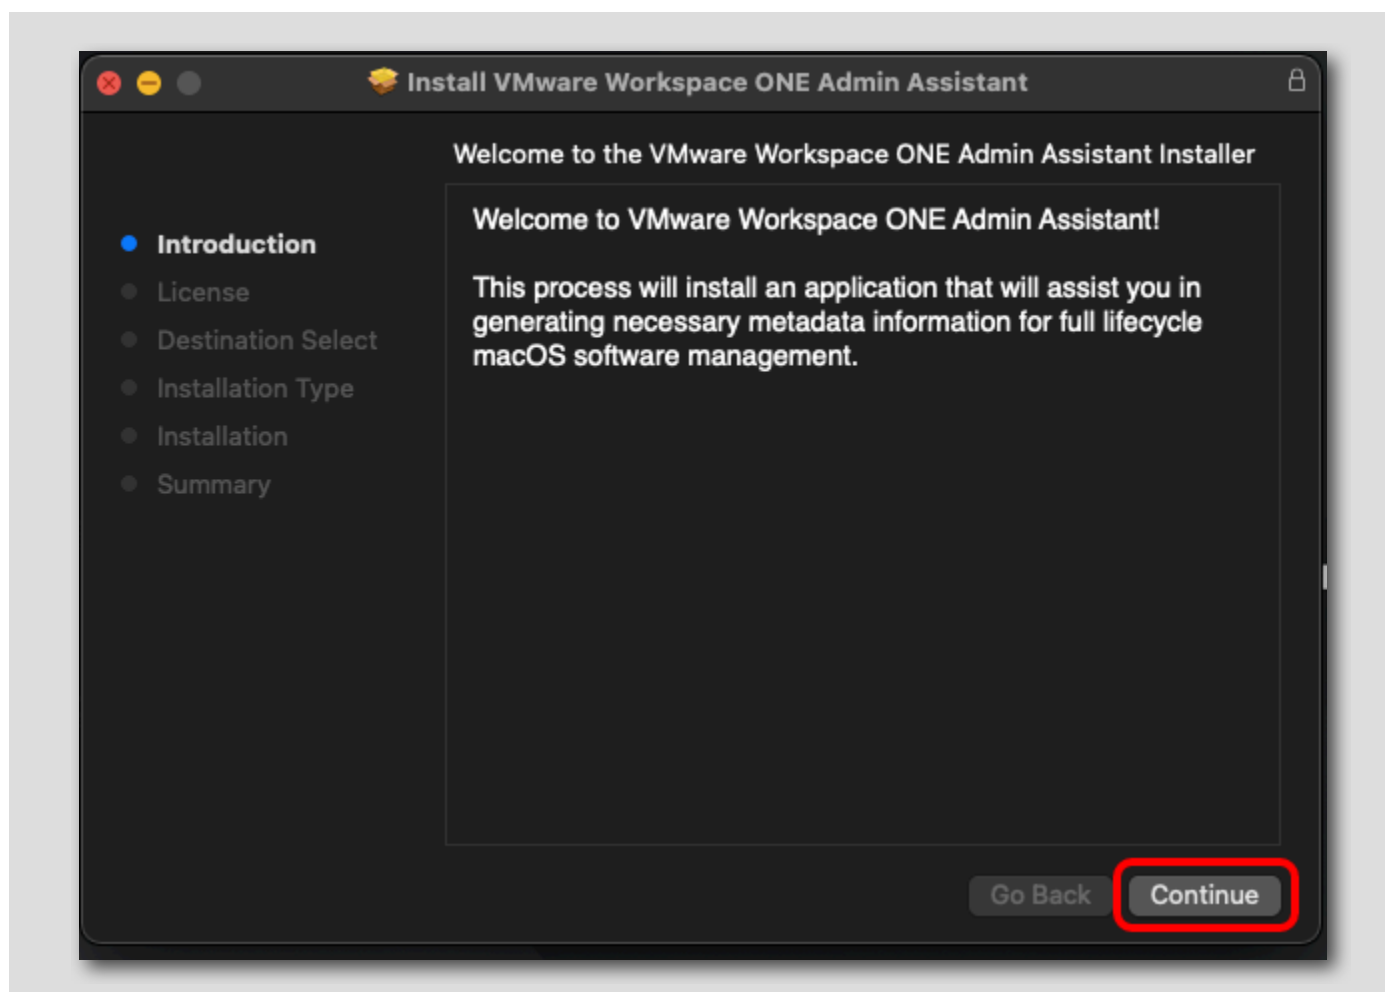 Install VMware Workspace ONE Admin Assistant
Welcome to the VMware Workspace ONE Admin Assistant Installer
Introduction
License
Destination Select
Installation Type
Installation
Summary
Welcome to VMware Workspace ONE Admin Assistant!
This process will install an application that will assist you in
generating necessary metadata information for full lifecycle
macOS software management.
Go Back
Continue